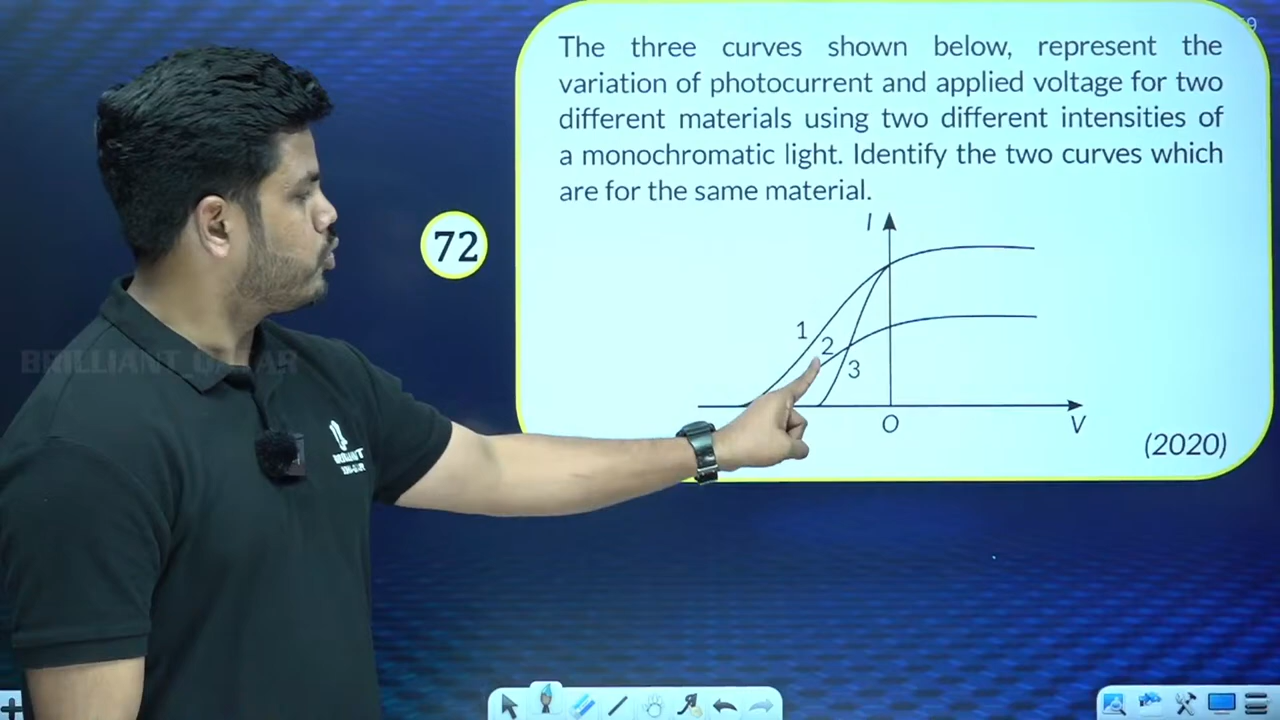 The three curves shown below, represent the
variation of photocurrent and applied voltage for two
different materials using two different intensities of
a monochromatic light. Identify the two curves which
are for the same material.
72
I
1
2
3
O
V
(2020)
BRILLIANT_QATAR
BRILLIANT